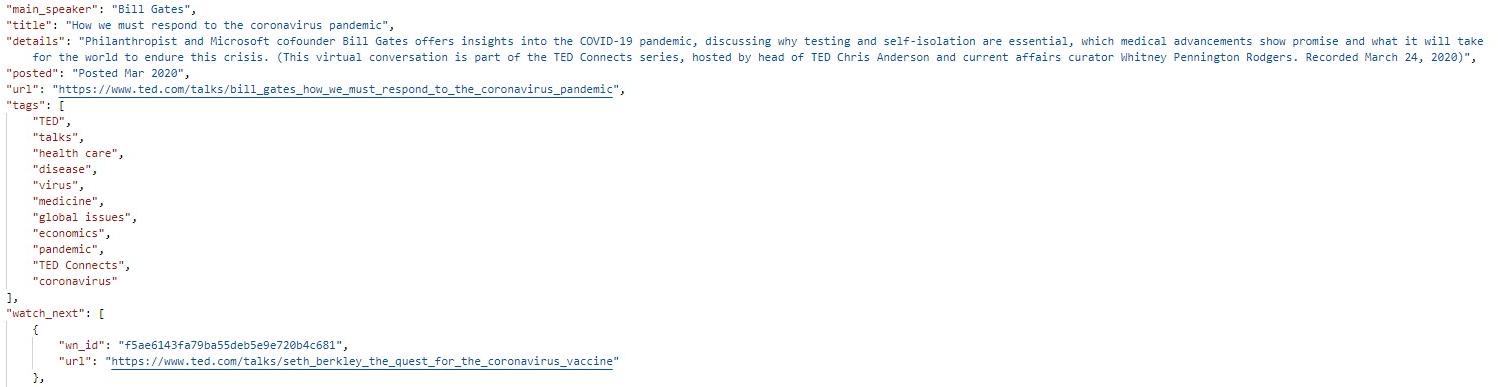 "main_speaker": "Bill Gates",
"title": "How we must respond to the coronavirus pandemic",
"details": "Philanthropist and Microsoft cofounder Bill Gates offers insights into the COVID-19 pandemic, discussing why testing and self-isolation are essential, which medical advancements show promise and what it will take
for the world to endure this crisis. (This virtual conversation is part of the TED Connects series, hosted by head of TED Chris Anderson and current affairs curator Whitney Pennington Rodgers. Recorded March 24, 2020)",
"posted": "Posted Mar 2020",
"url": "https://www.ted.com/talks/bill_gates_how_we_must_respond_to_the_coronavirus_pandemic",
"tags": [
"TED",
"talks",
"health care",
"disease",
"virus",
"medicine",
"global issues",
"economics",
"pandemic",
"TED Connects",
"coronavirus"
],
"watch_next": [
{
"wn_id": "f5ae6143fa79ba55deb5e9e720b4c681",
"url": "https://www.ted.com/talks/seth_berkley_the_quest_for_the_coronavirus_vaccine"
},